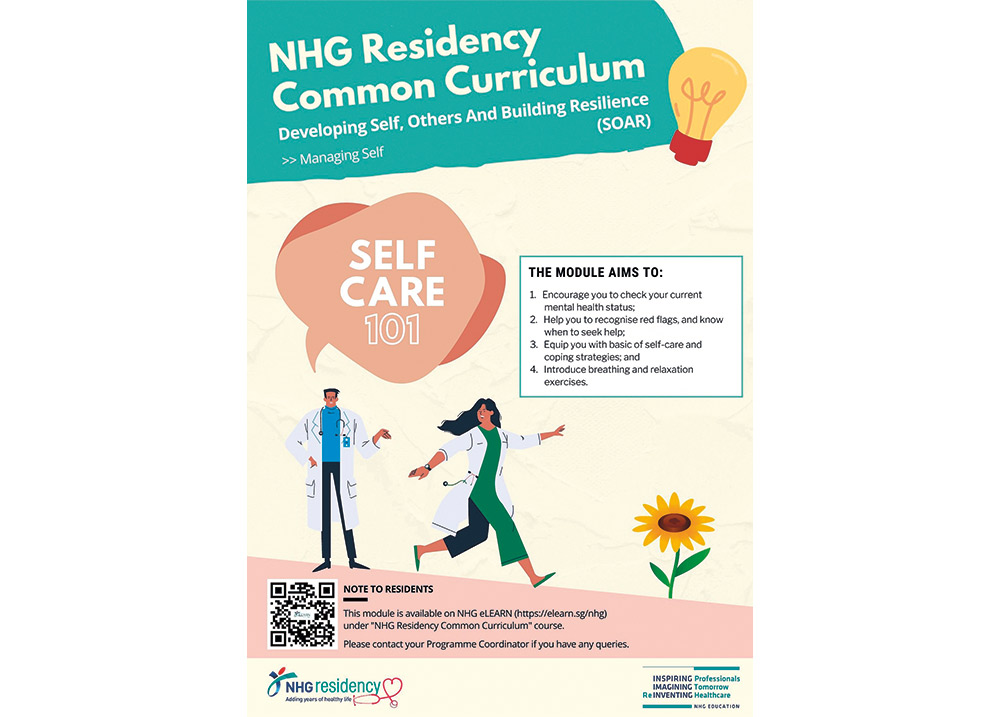 NHG Residency
Common Curriculum
Developing Self, Others And Building Resilience
(SOAR)
>> Managing Self
SELF
CARE
101
THE MODULE AIMS TO:
1. Encourage you to check your current
mental health status;
2. Help you to recognise red flags, and know
when to seek help;
3. Equip you with basic of self-care and
coping strategies; and
4. Introduce breathing and relaxation
exercises.
NOTE TO RESIDENTS
This module is available on NHG eLEARN (https://elearn.sg/nhg)
under "NHG Residency Common Curriculum" course.
Please contact your Programme Coordinator if you have any queries.
NHG residency
Adding years of healthy life
INSPIRING Professionals
IMAGINING Tomorrow
ReINVENTING Healthcare
NHG EDUCATION